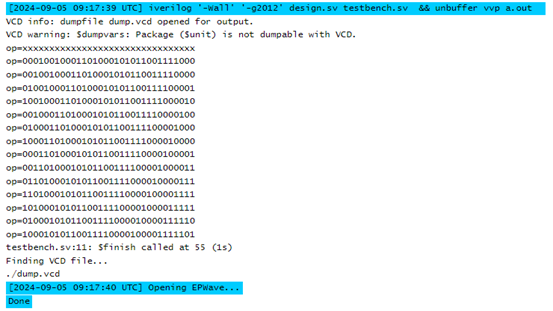 [2024-09-05 09:17:39 UTC] iverilog '-Wall' '-g2012' design.sv testbench.sv && unbuffer vvp a.out
VCD info: dumpfile dump.vcd opened for output.
VCD warning: $dumpvars: Package ($unit) is not dumpable with VCD.
op=xxxxxxxxxxxxxxxxxxxxxxxxxxxxxxxx
op=00010010001101000101011001111000
op=00100100011010001010110011110000
op=01001000110100010101100111100001
op=10010001101000101011001111000010
op=00100011010001010110011110000100
op=01000110100010101100111100001000
op=10001101000101011001111000010000
op=00011010001010110011110000100001
op=00110100010101100111100001000011
op=01101000101011001111000010000111
op=11010001010110011110000100001111
op=10100010101100111100001000011111
op=01000101011001111000010000111110
op=10001010110011110000100001111101
testbench.sv:11: $finish called at 55 (1s)
Finding VCD file...
./dump.vcd
[2024-09-05 09:17:40 UTC] Opening EPWave...
Done